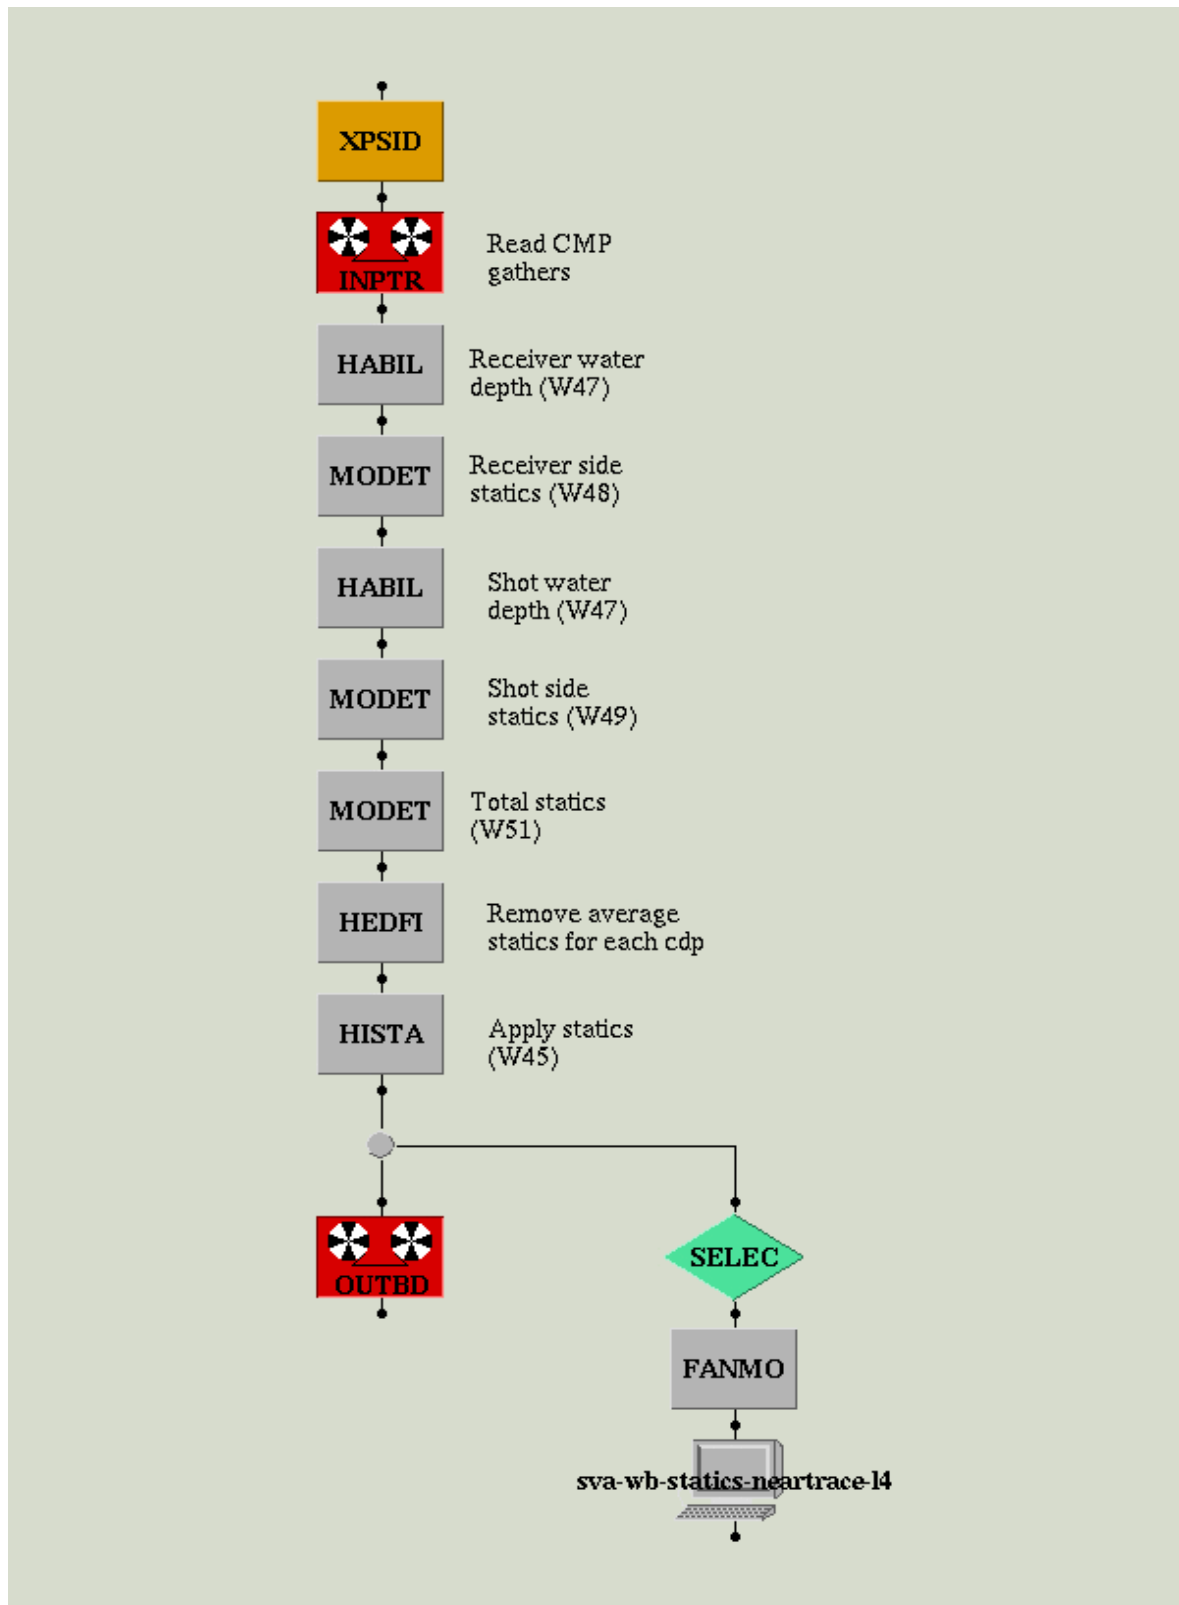 XPSID
INPTR
Read CMP
gathers
HABIL
Receiver water
depth (W47)
MODET
Receiver side
statics (W48)
HABIL
Shot water
depth (W47)
MODET
Shot side
statics (W49)
MODET
Total statics
(W51)
HEDFI
Remove average
statics for each cdp
HISTA
Apply statics
(W45)
OUTBD
SELEC
FANMO
sva-wb-statics-neartrace-l4